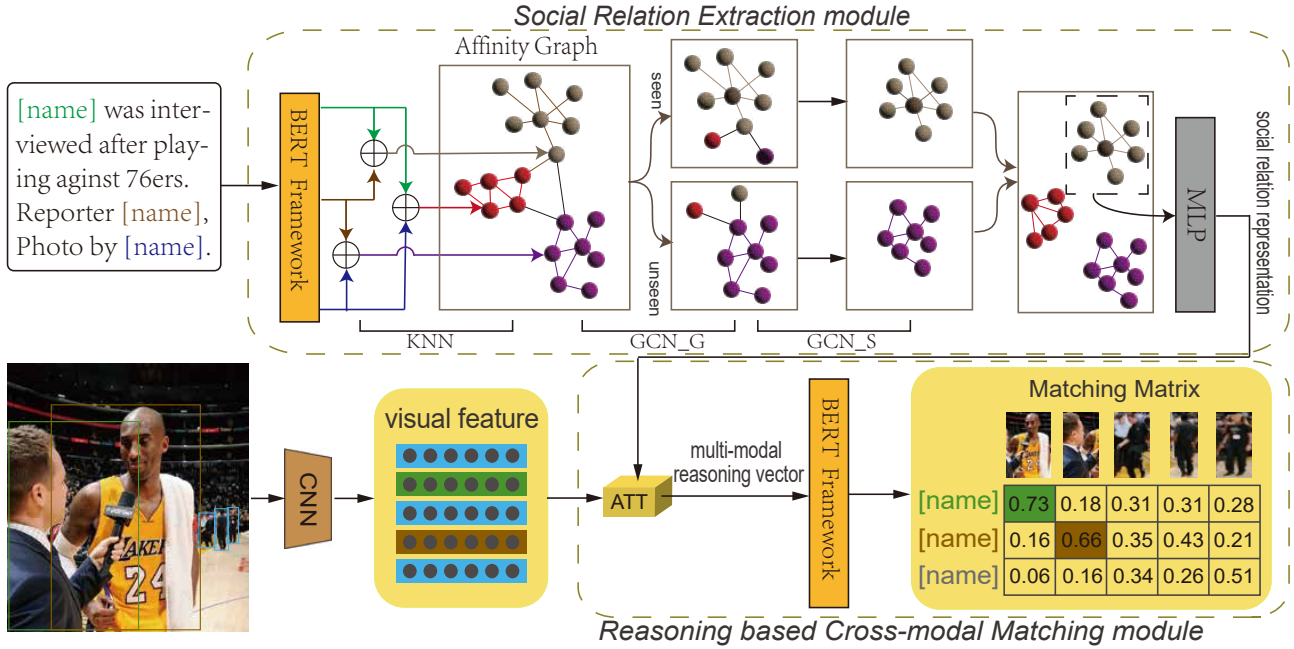 Social Relation Extraction module
Affinity Graph
[name] was inter-
viewed after play-
ing aginst 76ers.
Reporter [name],
Photo by [name].
BERT Framework
seen
unseen
KNN
GCN_G
GCN_S
MLP
social relation representation
CNN
visual feature
ATT
multi-modal
reasoning vector
BERT Framework
Matching Matrix
[name] 0.73 0.18 0.31 0.31 0.28
[name] 0.16 0.66 0.35 0.43 0.21
[name] 0.06 0.16 0.34 0.26 0.51
LAKERS
24
Reasoning based Cross-modal Matching module